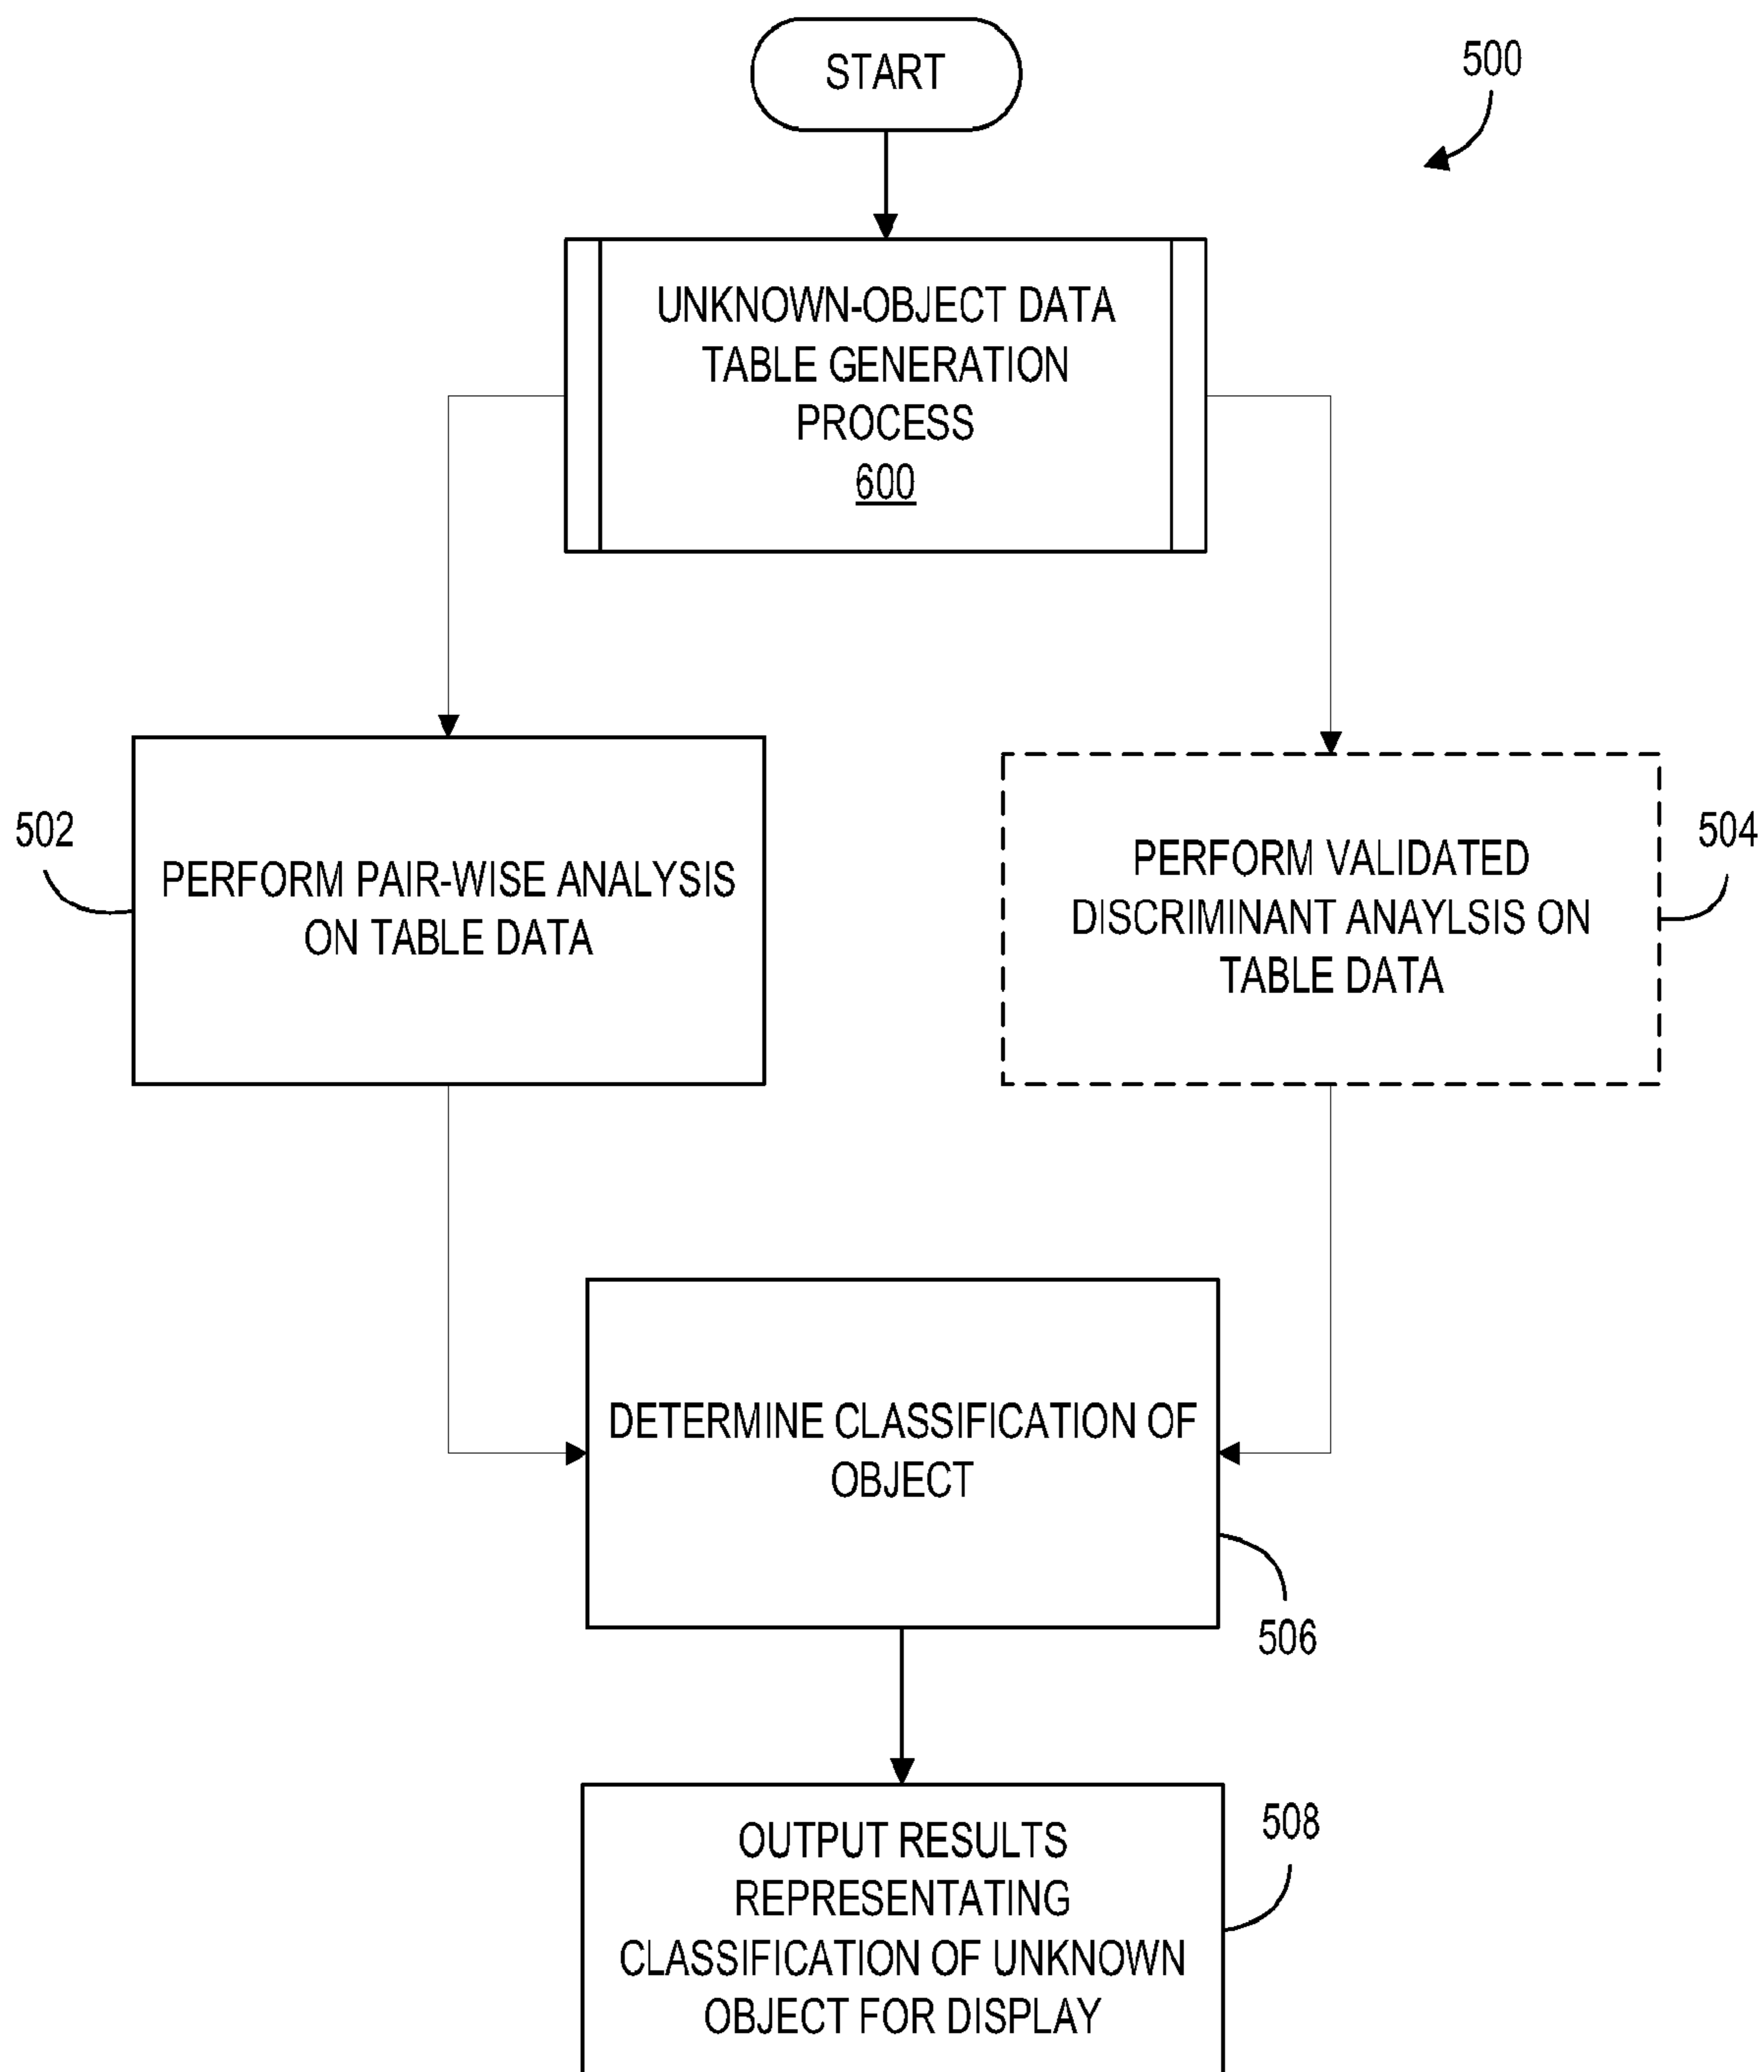 START
500
UNKNOWN-OBJECT DATA
TABLE GENERATION
PROCESS
600
502
PERFORM PAIR-WISE ANALYSIS
ON TABLE DATA
PERFORM VALIDATED
DISCRIMINANT ANAYLSIS ON
TABLE DATA
504
DETERMINE CLASSIFICATION OF
OBJECT
506
OUTPUT RESULTS
REPRESENTATING
CLASSIFICATION OF UNKNOWN
OBJECT FOR DISPLAY
508